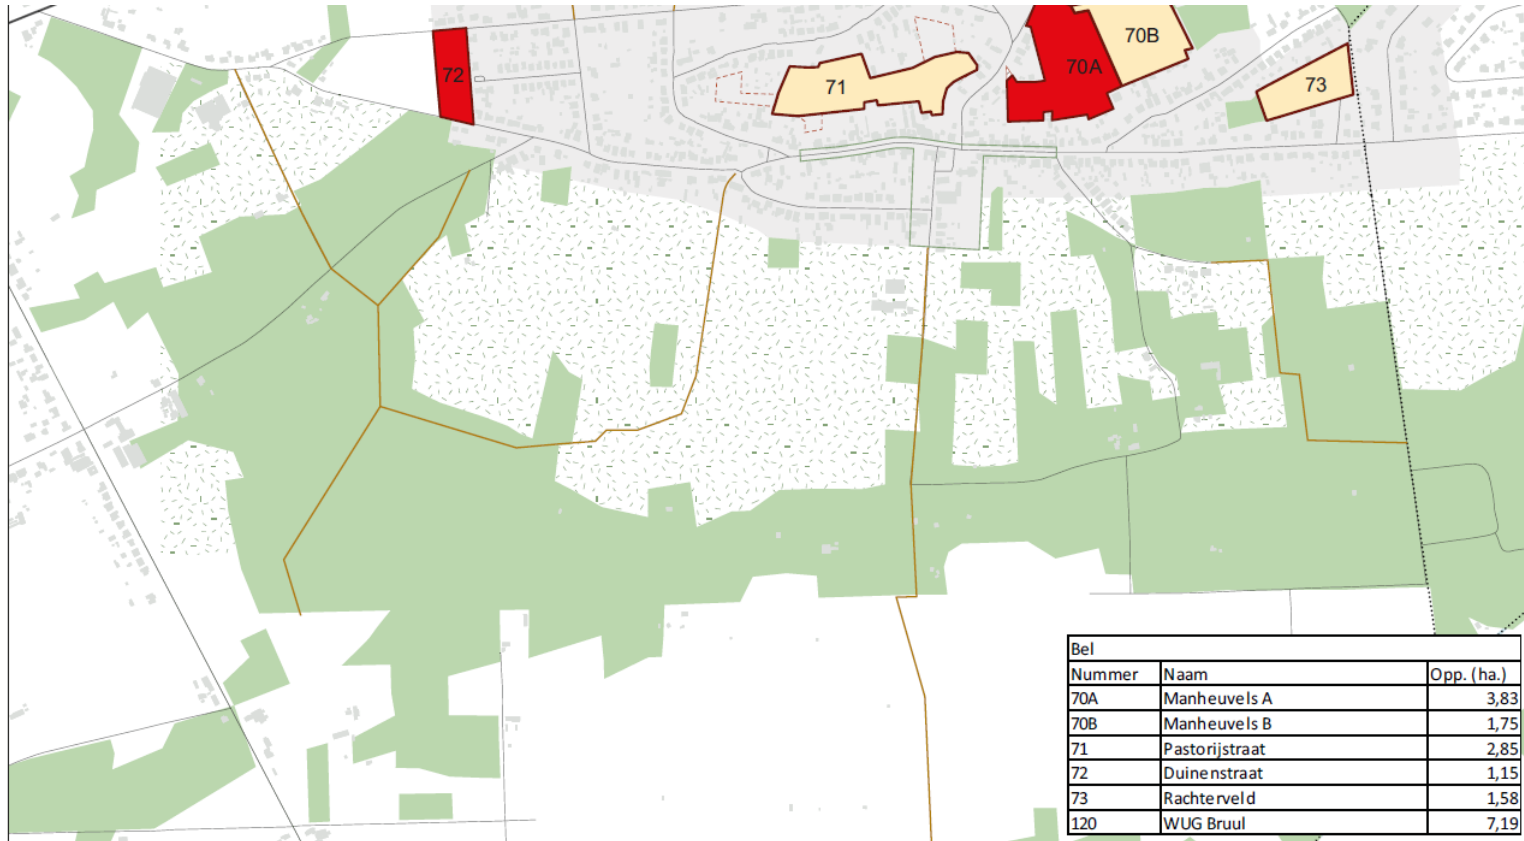 70B
70A
72
71
73
Bel
Nummer Naam Opp. (ha.)
70A Manheuvels A 3,83
70B Manheuvels B 1,75
71 Pastorijstraat 2,85
72 Duinenstraat 1,15
73 Rachterveld 1,58
120 WUG Bruul 7,19